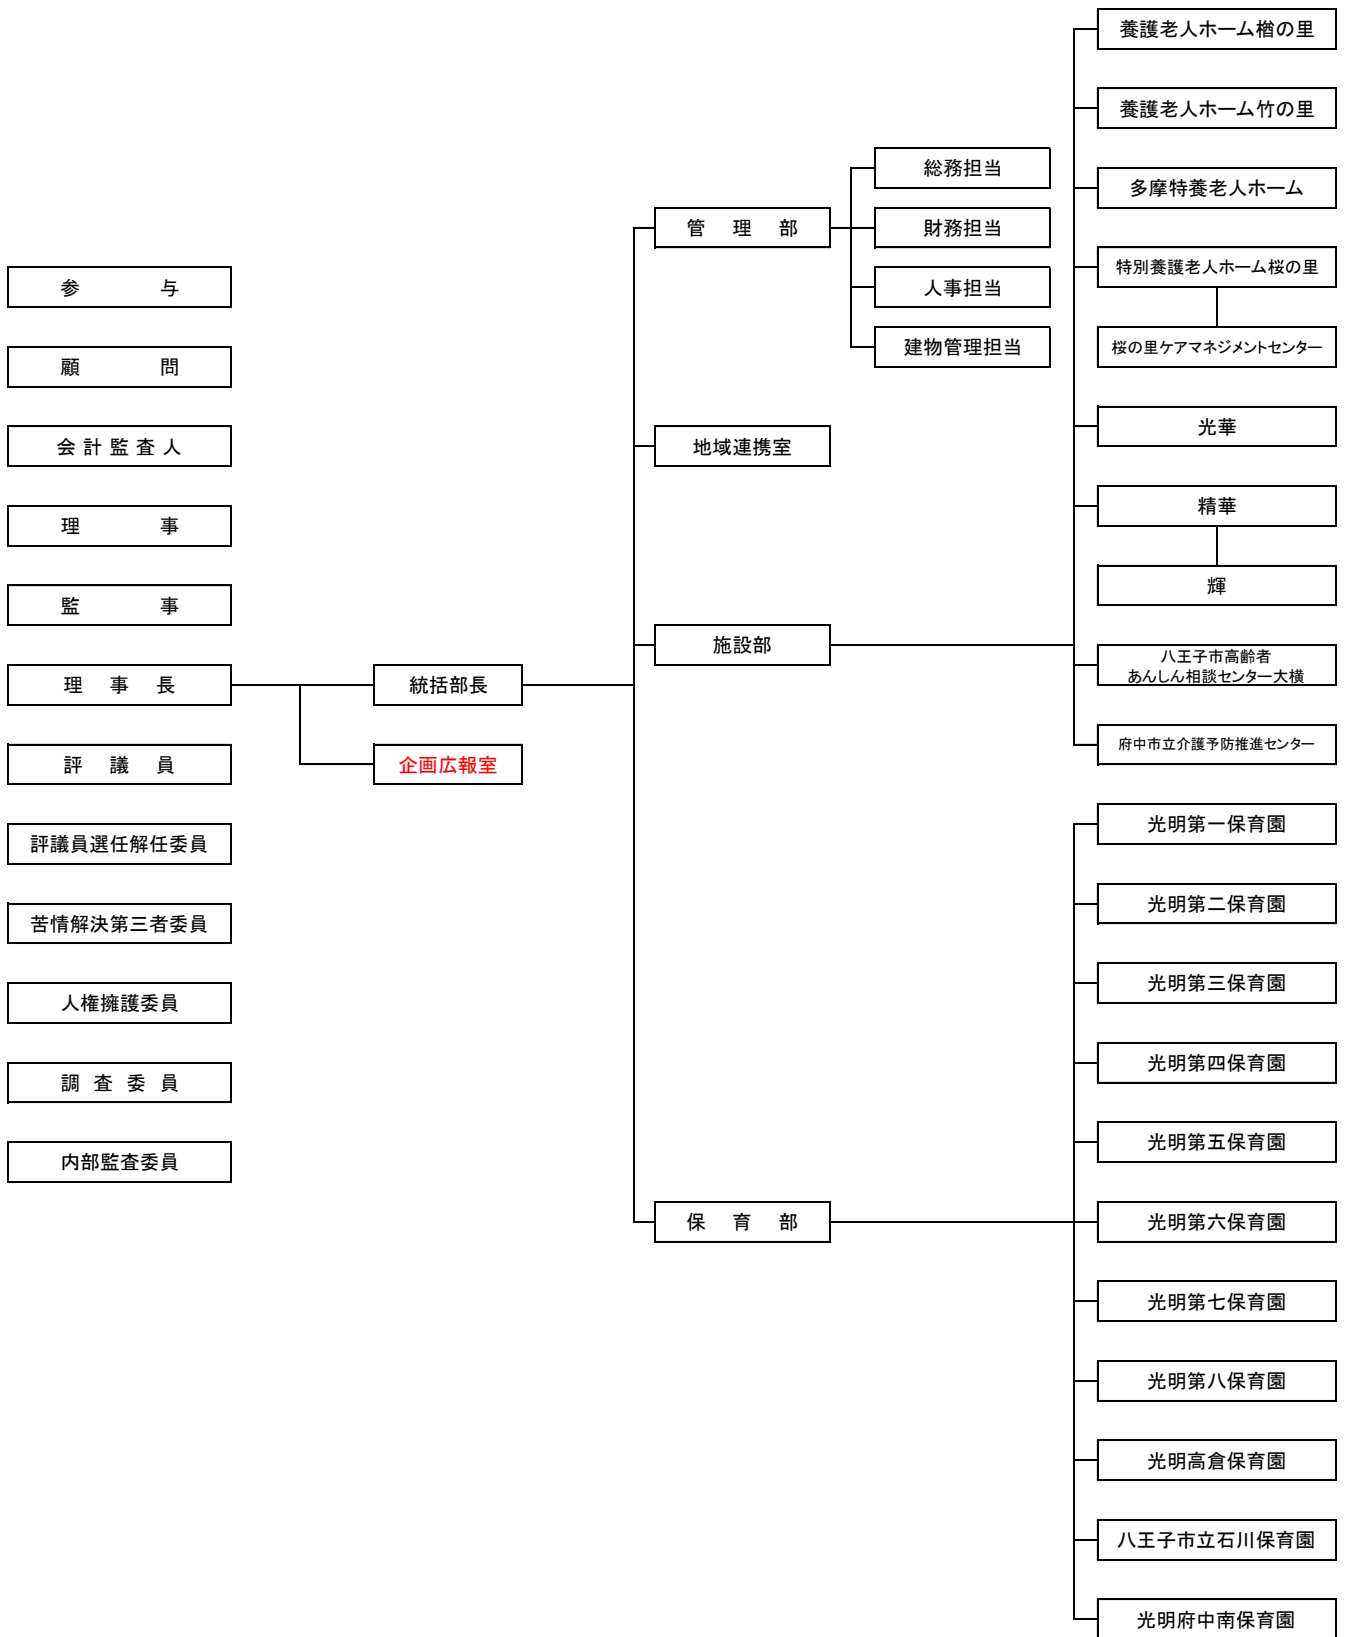 参与
顧問
会計監査人
理事
監事
理事長
評議員
評議員選任解任委員
苦情解決第三者委員
人権擁護委員
調査委員
内部監査委員
統括部長
企画広報室
管理部
地域連携室
施設部
保育部
総務担当
財務担当
人事担当
建物管理担当
養護老人ホーム楢の里
養護老人ホーム竹の里
多摩特養老人ホーム
特別養護老人ホーム桜の里
桜の里ケアマネジメントセンター
光華
精華
輝
八王子市高齢者
あんしん相談センター大横
府中市立介護予防推進センター
光明第一保育園
光明第二保育園
光明第三保育園
光明第四保育園
光明第五保育園
光明第六保育園
光明第七保育園
光明第八保育園
光明高倉保育園
八王子市立石川保育園
光明府中南保育園